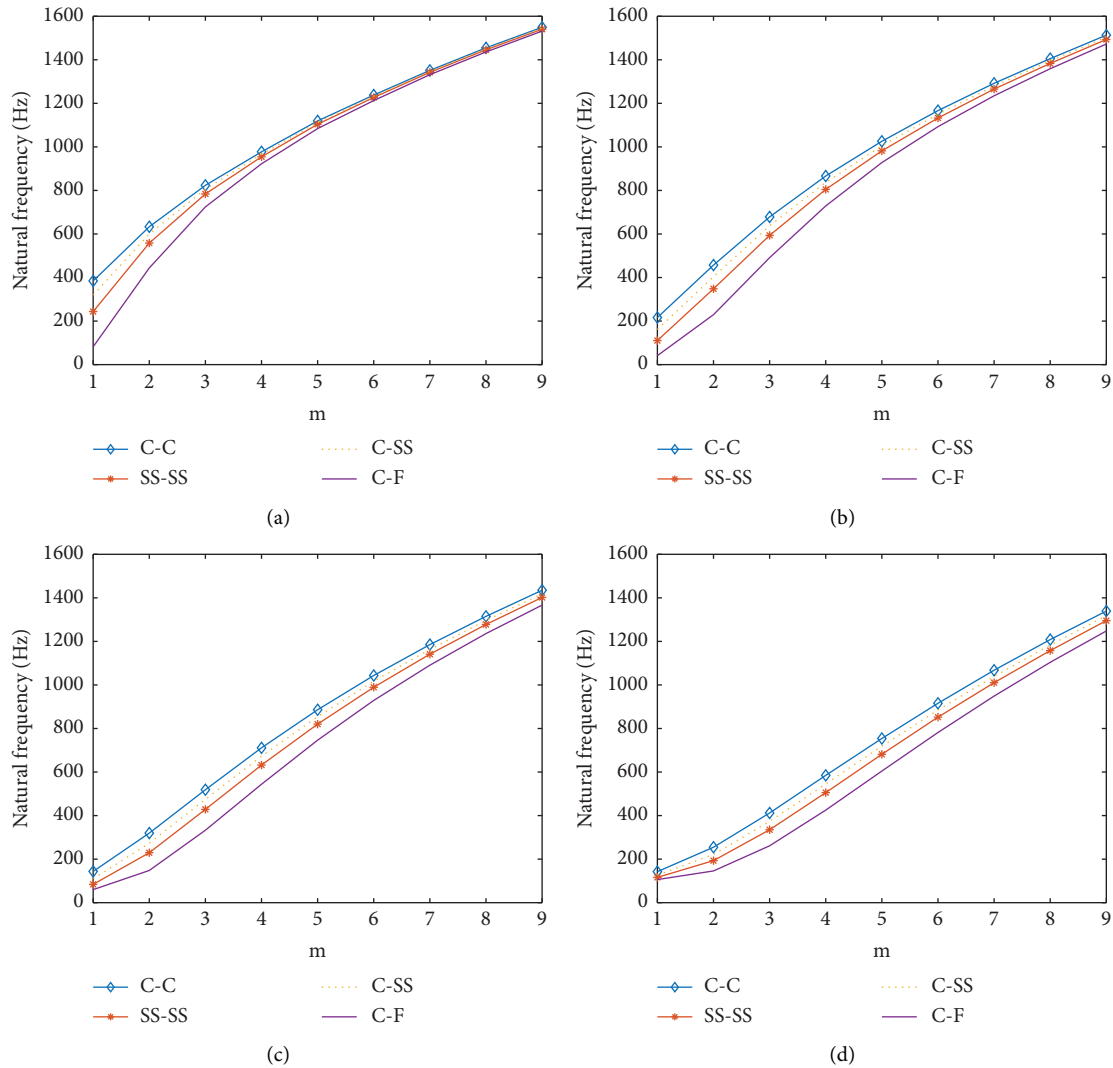 1600
1400
1200
1000
800
600
400
200
0
Natural frequency (Hz)
1 2 3 4 5 6 7 8 9
m
C-C
SS-SS
C-SS
C-F
(a)
1600
1400
1200
1000
800
600
400
200
0
Natural frequency (Hz)
1 2 3 4 5 6 7 8 9
m
C-C
SS-SS
C-SS
C-F
(b)
1600
1400
1200
1000
800
600
400
200
0
Natural frequency (Hz)
1 2 3 4 5 6 7 8 9
m
C-C
SS-SS
C-SS
C-F
(c)
1600
1400
1200
1000
800
600
400
200
0
Natural frequency (Hz)
1 2 3 4 5 6 7 8 9
m
C-C
SS-SS
C-SS
C-F
(d)